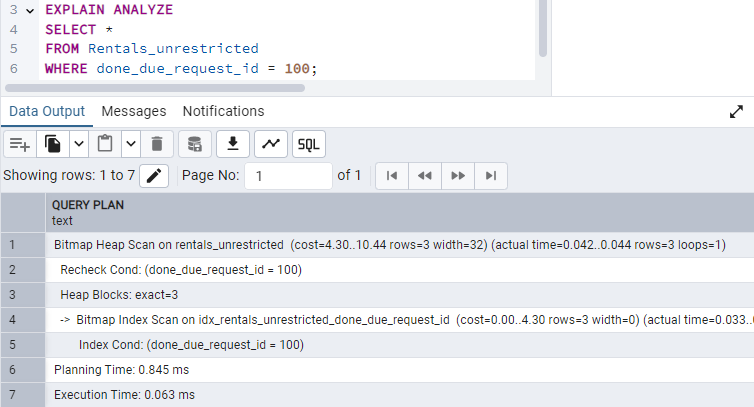 3 EXPLAIN ANALYZE
4 SELECT *
5 FROM Rentals_unrestricted
6 WHERE done_due_request_id = 100;
Data Output Messages Notifications
SQL
Showing rows: 1 to 7 Page No: 1 of 1
QUERY PLAN
text
1 Bitmap Heap Scan on rentals_unrestricted (cost=4.30..10.44 rows=3 width=32) (actual time=0.042..0.044 rows=3 loops=1)
2 Recheck Cond: (done_due_request_id = 100)
3 Heap Blocks: exact=3
4 -> Bitmap Index Scan on idx_rentals_unrestricted_done_due_request_id (cost=0.00..4.30 rows=3 width=0) (actual time=0.033..
5 Index Cond: (done_due_request_id = 100)
6 Planning Time: 0.845 ms
7 Execution Time: 0.063 ms